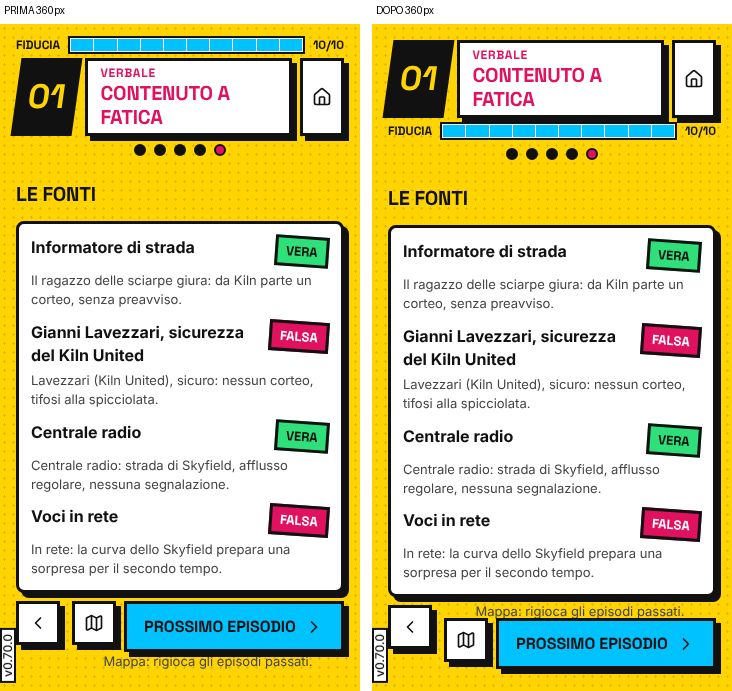 PRIMA 360px
FIDUCIA 10/10
01
VERBALE
CONTENUTO A
FATICA
LE FONTI
Informatore di strada VERA
Il ragazzo delle sciarpe giura: da Kiln parte un
corteo, senza preavviso.
Gianni Lavezzari, sicurezza FALSA
del Kiln United
Lavezzari (Kiln United), sicuro: nessun corteo,
tifosi alla spicciolata.
Centrale radio VERA
Centrale radio: strada di Skyfield, afflusso
regolare, nessuna segnalazione.
Voci in rete FALSA
In rete: la curva dello Skyfield prepara una
sorpresa per il secondo tempo.
PROSSIMO EPISODIO
Mappa: rigioca gli episodi passati.
v0.70.0
DOPO 360px
01
VERBALE
CONTENUTO A
FATICA
FIDUCIA 10/10
LE FONTI
Informatore di strada VERA
Il ragazzo delle sciarpe giura: da Kiln parte un
corteo, senza preavviso.
Gianni Lavezzari, sicurezza FALSA
del Kiln United
Lavezzari (Kiln United), sicuro: nessun corteo,
tifosi alla spicciolata.
Centrale radio VERA
Centrale radio: strada di Skyfield, afflusso
regolare, nessuna segnalazione.
Voci in rete FALSA
In rete: la curva dello Skyfield prepara una
sorpresa per il secondo tempo.
Mappa: rigioca gli episodi passati.
PROSSIMO EPISODIO
v0.70.0